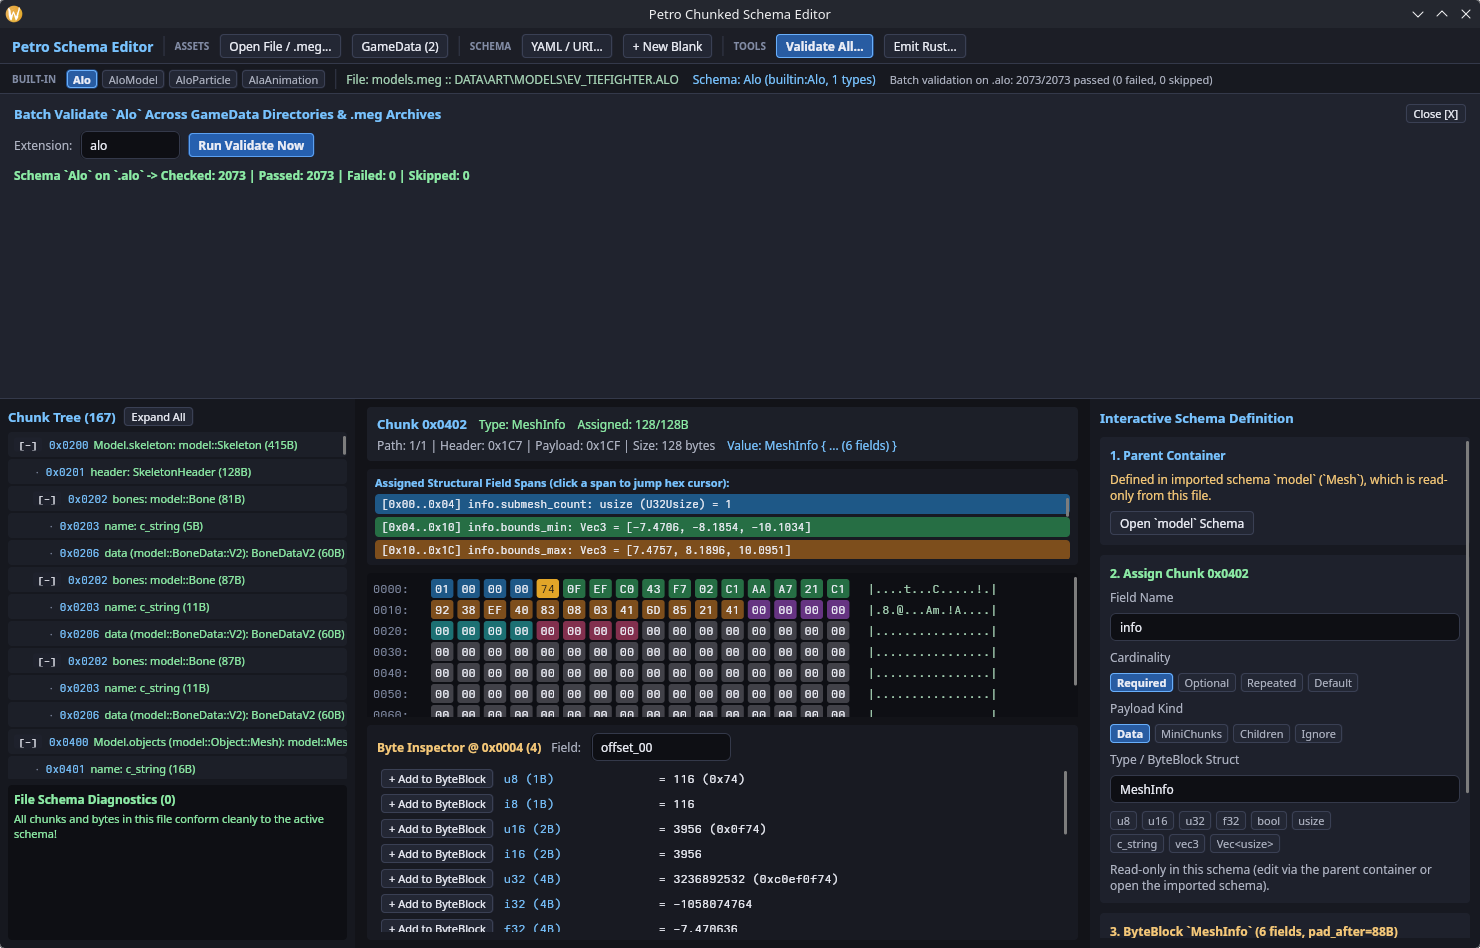 Petro Chunked Schema Editor
Petro Schema Editor ASSETS Open File / .meg... GameData (2) SCHEMA YAML / URI... + New Blank TOOLS Validate All... Emit Rust...
BUILT-IN Alo AloModel AloParticle AlaAnimation File: models.meg :: DATA\ART\MODELS\EV_TIEFIGHTER.ALO Schema: Alo (builtin:Alo, 1 types) Batch validation on .alo: 2073/2073 passed (0 failed, 0 skipped)
Batch Validate `Alo` Across GameData Directories & .meg Archives Close [X]
Extension: alo Run Validate Now
Schema `Alo` on `.alo` -> Checked: 2073 | Passed: 2073 | Failed: 0 | Skipped: 0
Chunk Tree (167) Expand All
[-] 0x0200 Model.skeleton: model::Skeleton (415B)
· 0x0201 header: SkeletonHeader (128B)
[-] 0x0202 bones: model::Bone (81B)
· 0x0203 name: c_string (5B)
· 0x0206 data (model::BoneData::V2): BoneDataV2 (60B)
[-] 0x0202 bones: model::Bone (87B)
· 0x0203 name: c_string (11B)
· 0x0206 data (model::BoneData::V2): BoneDataV2 (60B)
[-] 0x0202 bones: model::Bone (87B)
· 0x0203 name: c_string (11B)
· 0x0206 data (model::BoneData::V2): BoneDataV2 (60B)
[-] 0x0400 Model.objects (model::Object::Mesh): model::Mes
· 0x0401 name: c_string (16B)
File Schema Diagnostics (0)
All chunks and bytes in this file conform cleanly to the active
schema!
Chunk 0x0402 Type: MeshInfo Assigned: 128/128B
Path: 1/1 | Header: 0x1C7 | Payload: 0x1CF | Size: 128 bytes Value: MeshInfo { ... (6 fields) }
Assigned Structural Field Spans (click a span to jump hex cursor):
[0x00..0x04] info.submesh_count: usize (U32Usize) = 1
[0x04..0x10] info.bounds_min: Vec3 = [-7.4706, -8.1854, -10.1034]
[0x10..0x1C] info.bounds_max: Vec3 = [7.4757, 8.1896, 10.0951]
0000: 01 00 00 00 74 0F EF C0 43 F7 02 C1 AA A7 21 C1 |....t...C.....!.|
0010: 92 38 EF 40 83 08 03 41 6D 85 21 41 00 00 00 00 |.8.@...Am.!A....|
0020: 00 00 00 00 00 00 00 00 00 00 00 00 00 00 00 00 |................|
0030: 00 00 00 00 00 00 00 00 00 00 00 00 00 00 00 00 |................|
0040: 00 00 00 00 00 00 00 00 00 00 00 00 00 00 00 00 |................|
0050: 00 00 00 00 00 00 00 00 00 00 00 00 00 00 00 00 |................|
0060: 00 00 00 00 00 00 00 00 00 00 00 00 00 00 00 00
Byte Inspector @ 0x0004 (4) Field: offset_00
+ Add to ByteBlock u8 (1B) = 116 (0x74)
+ Add to ByteBlock i8 (1B) = 116
+ Add to ByteBlock u16 (2B) = 3956 (0x0f74)
+ Add to ByteBlock i16 (2B) = 3956
+ Add to ByteBlock u32 (4B) = 3236892532 (0xc0ef0f74)
+ Add to ByteBlock i32 (4B) = -1058074764
+ Add to ByteBlock f32 (4B) = -7.470636
Interactive Schema Definition
1. Parent Container
Defined in imported schema `model` (`Mesh`), which is read-
only from this file.
Open `model` Schema
2. Assign Chunk 0x0402
Field Name
info
Cardinality
Required Optional Repeated Default
Payload Kind
Data MiniChunks Children Ignore
Type / ByteBlock Struct
MeshInfo
u8 u16 u32 f32 bool usize
c_string vec3 Vec<usize>
Read-only in this schema (edit via the parent container or
open the imported schema).
3. ByteBlock `MeshInfo` (6 fields, pad_after=88B)